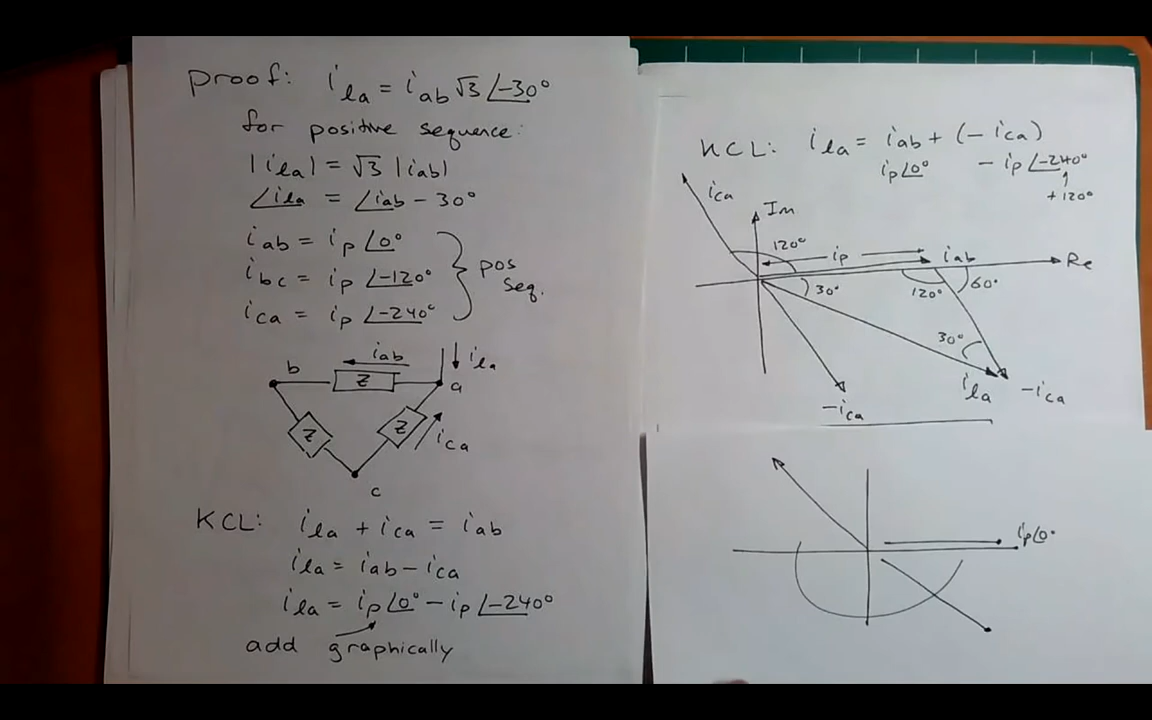 Proof: i_la = i_ab √3 ∠-30°
for positive sequence:
|i_la| = √3 |i_ab|
∠i_la = ∠i_ab - 30°
i_ab = i_p ∠0°
i_bc = i_p ∠-120°
i_ca = i_p ∠-240°
pos
seq.
i_ab
i_la
b
Z
a
Z
Z
i_ca
c
KCL: i_la + i_ca = i_ab
i_la = i_ab - i_ca
i_la = i_p ∠0° - i_p ∠-240°
add graphically
KCL: i_la = i_ab + (- i_ca)
i_p ∠0° - i_p ∠-240°
+120°
i_ca
Im
120°
i_p
i_ab
Re
30°
120°
60°
30°
i_la
-i_ca
-i_ca
i_p ∠0°